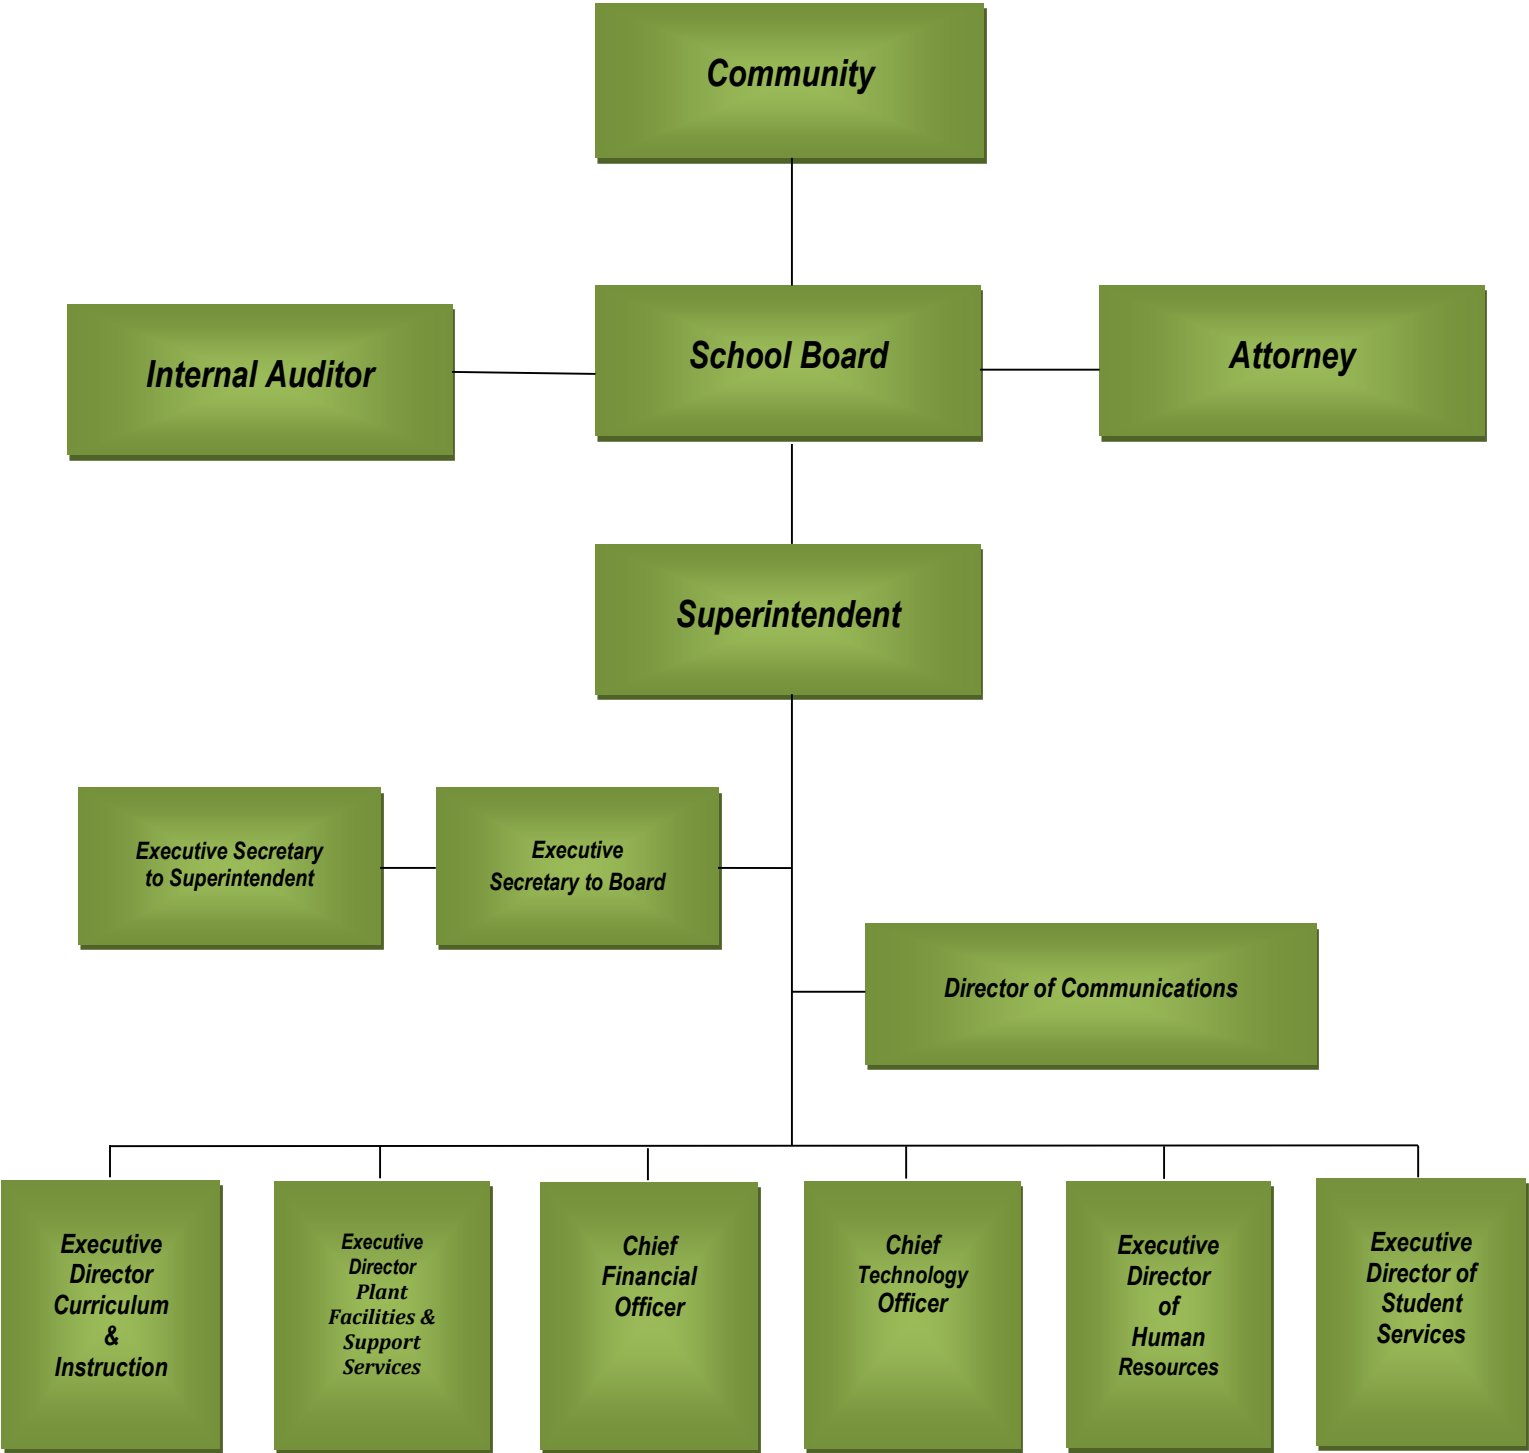 Community
Internal Auditor
School Board
Attorney
Superintendent
Executive Secretary
to Superintendent
Executive
Secretary to Board
Director of Communications
Executive
Director
Curriculum
&
Instruction
Executive
Director
Plant
Facilities &
Support
Services
Chief
Financial
Officer
Chief
Technology
Officer
Executive
Director
of
Human
Resources
Executive
Director of
Student
Services